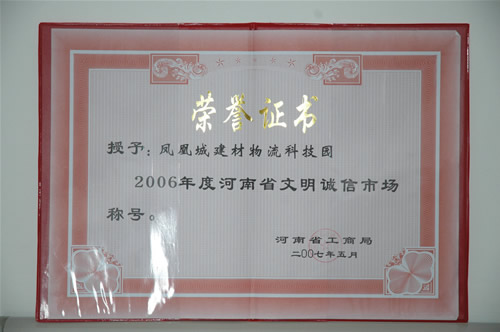 荣誉证书
授予：凤凰城建材物流科技园
2006年度河南省文明诚信市场
称号。
河南省工商局
二00七年五月